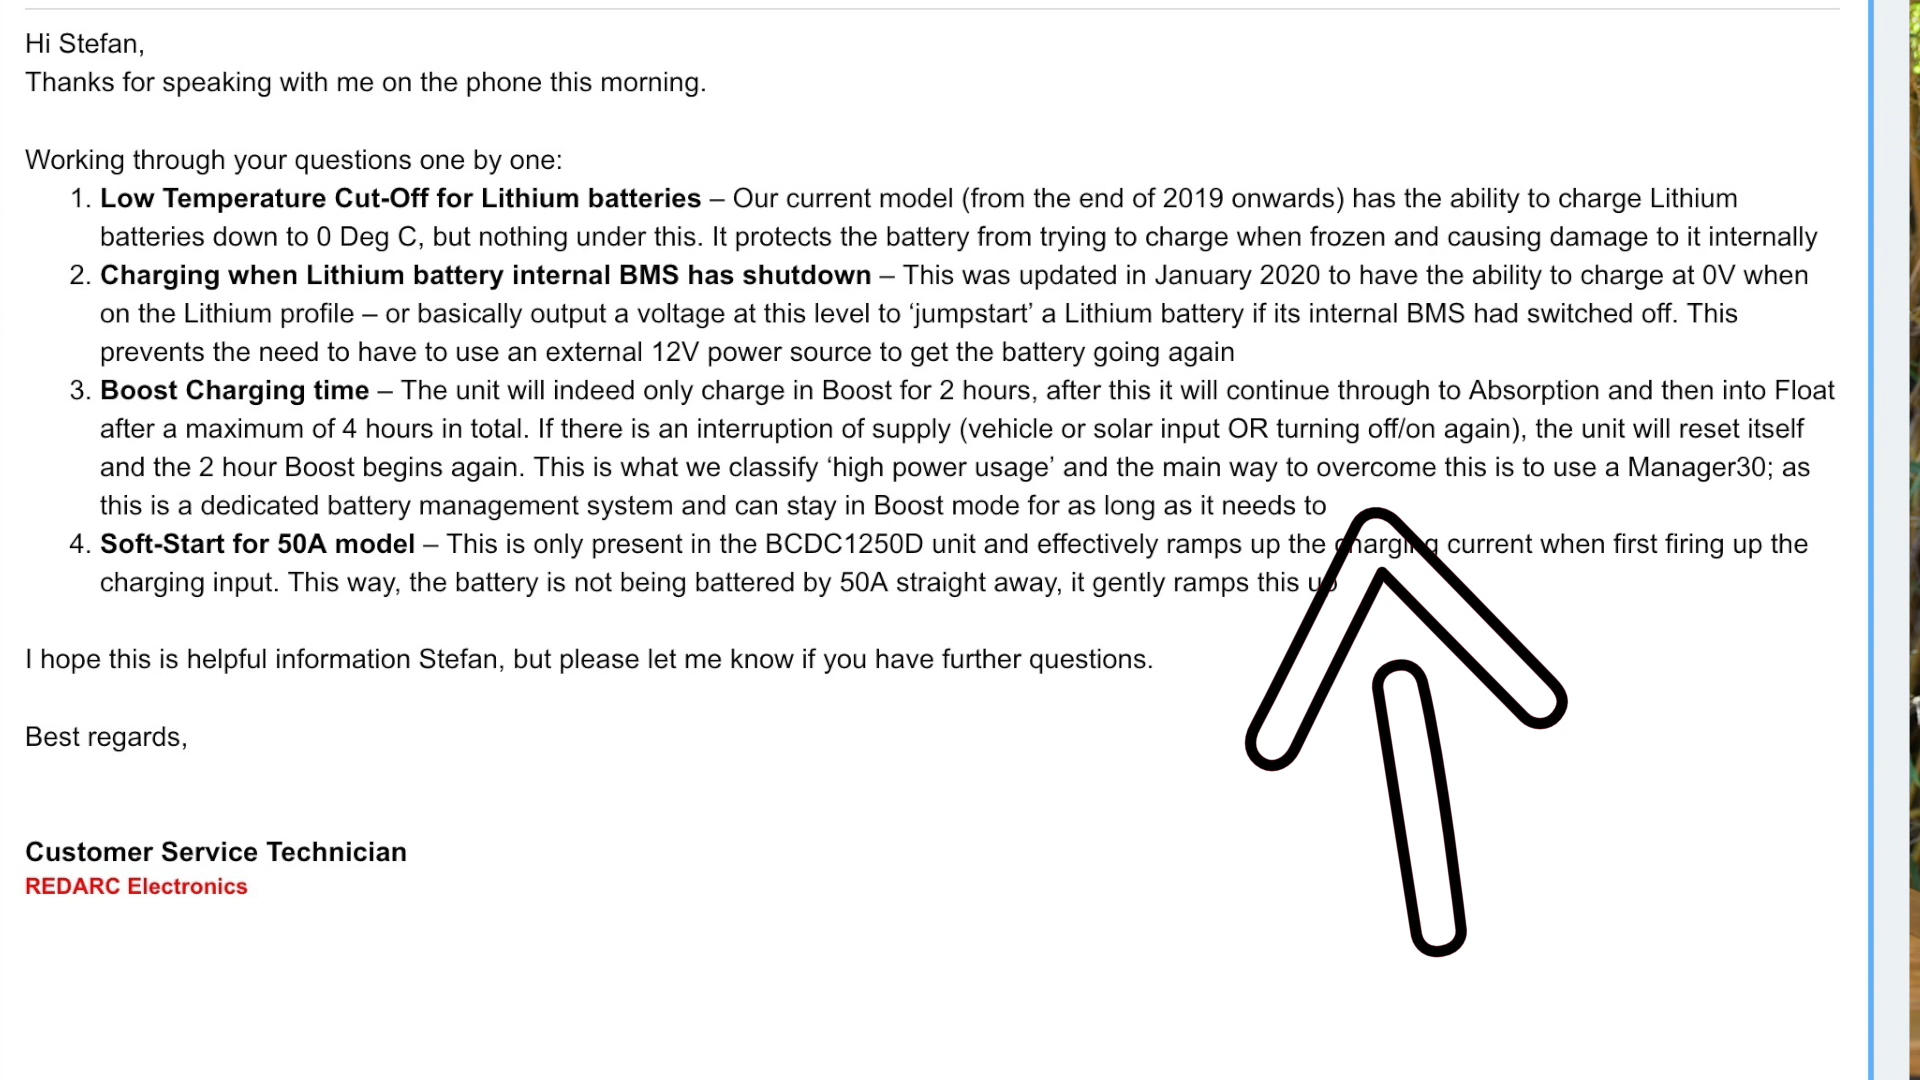 Hi Stefan,
Thanks for speaking with me on the phone this morning.
Working through your questions one by one:
1. Low Temperature Cut-Off for Lithium batteries – Our current model (from the end of 2019 onwards) has the ability to charge Lithium
batteries down to 0 Deg C, but nothing under this. It protects the battery from trying to charge when frozen and causing damage to it internally
2. Charging when Lithium battery internal BMS has shutdown – This was updated in January 2020 to have the ability to charge at 0V when
on the Lithium profile – or basically output a voltage at this level to ‘jumpstart’ a Lithium battery if its internal BMS had switched off. This
prevents the need to have to use an external 12V power source to get the battery going again
3. Boost Charging time – The unit will indeed only charge in Boost for 2 hours, after this it will continue through to Absorption and then into Float
after a maximum of 4 hours in total. If there is an interruption of supply (vehicle or solar input OR turning off/on again), the unit will reset itself
and the 2 hour Boost begins again. This is what we classify ‘high power usage’ and the main way to overcome this is to use a Manager30; as
this is a dedicated battery management system and can stay in Boost mode for as long as it needs to
4. Soft-Start for 50A model – This is only present in the BCDC1250D unit and effectively ramps up the charging current when first firing up the
charging input. This way, the battery is not being battered by 50A straight away, it gently ramps this up
I hope this is helpful information Stefan, but please let me know if you have further questions.
Best regards,
Customer Service Technician
REDARC Electronics